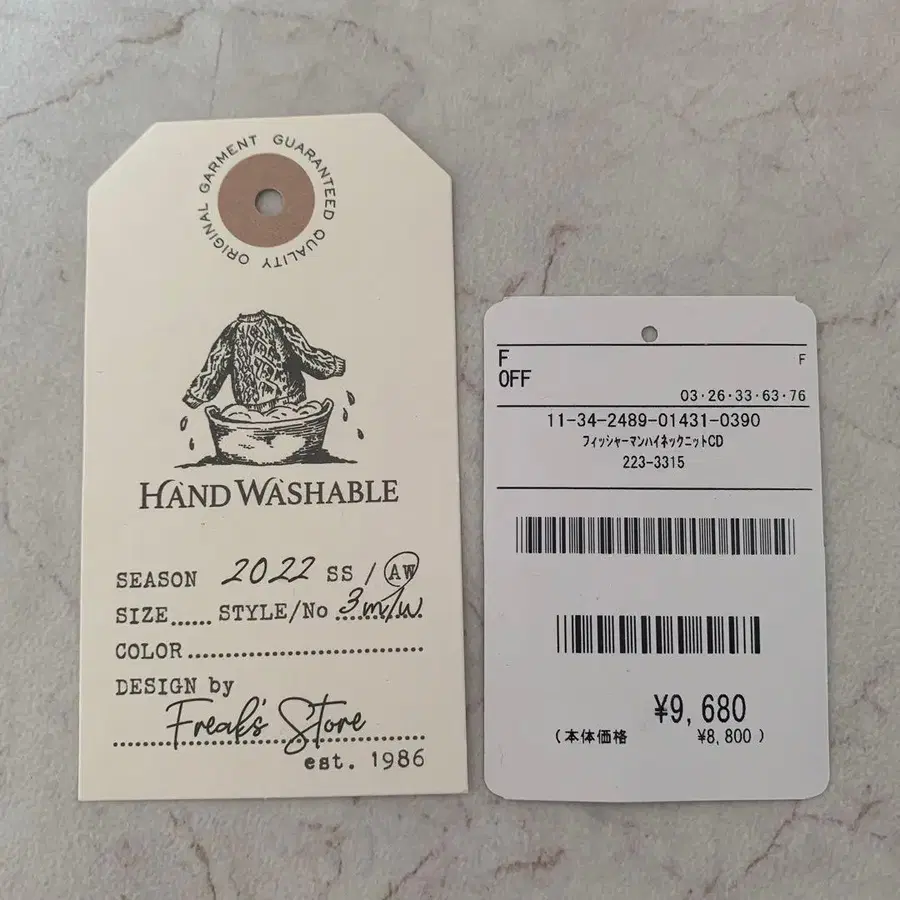 ORIGINAL GARMENT GUARANTEED QUALITY
HAND WASHABLE
SEASON 2022 SS / AW
SIZE...... STYLE/No 3m/w
COLOR
DESIGN by
Freak's Store
est. 1986
F F
OFF
03・26・33・63・76
11-34-2489-01431-0390
フィッシャーマンハイネックニットCD
223-3315
¥9,680
(本体価格 ¥8,800 )